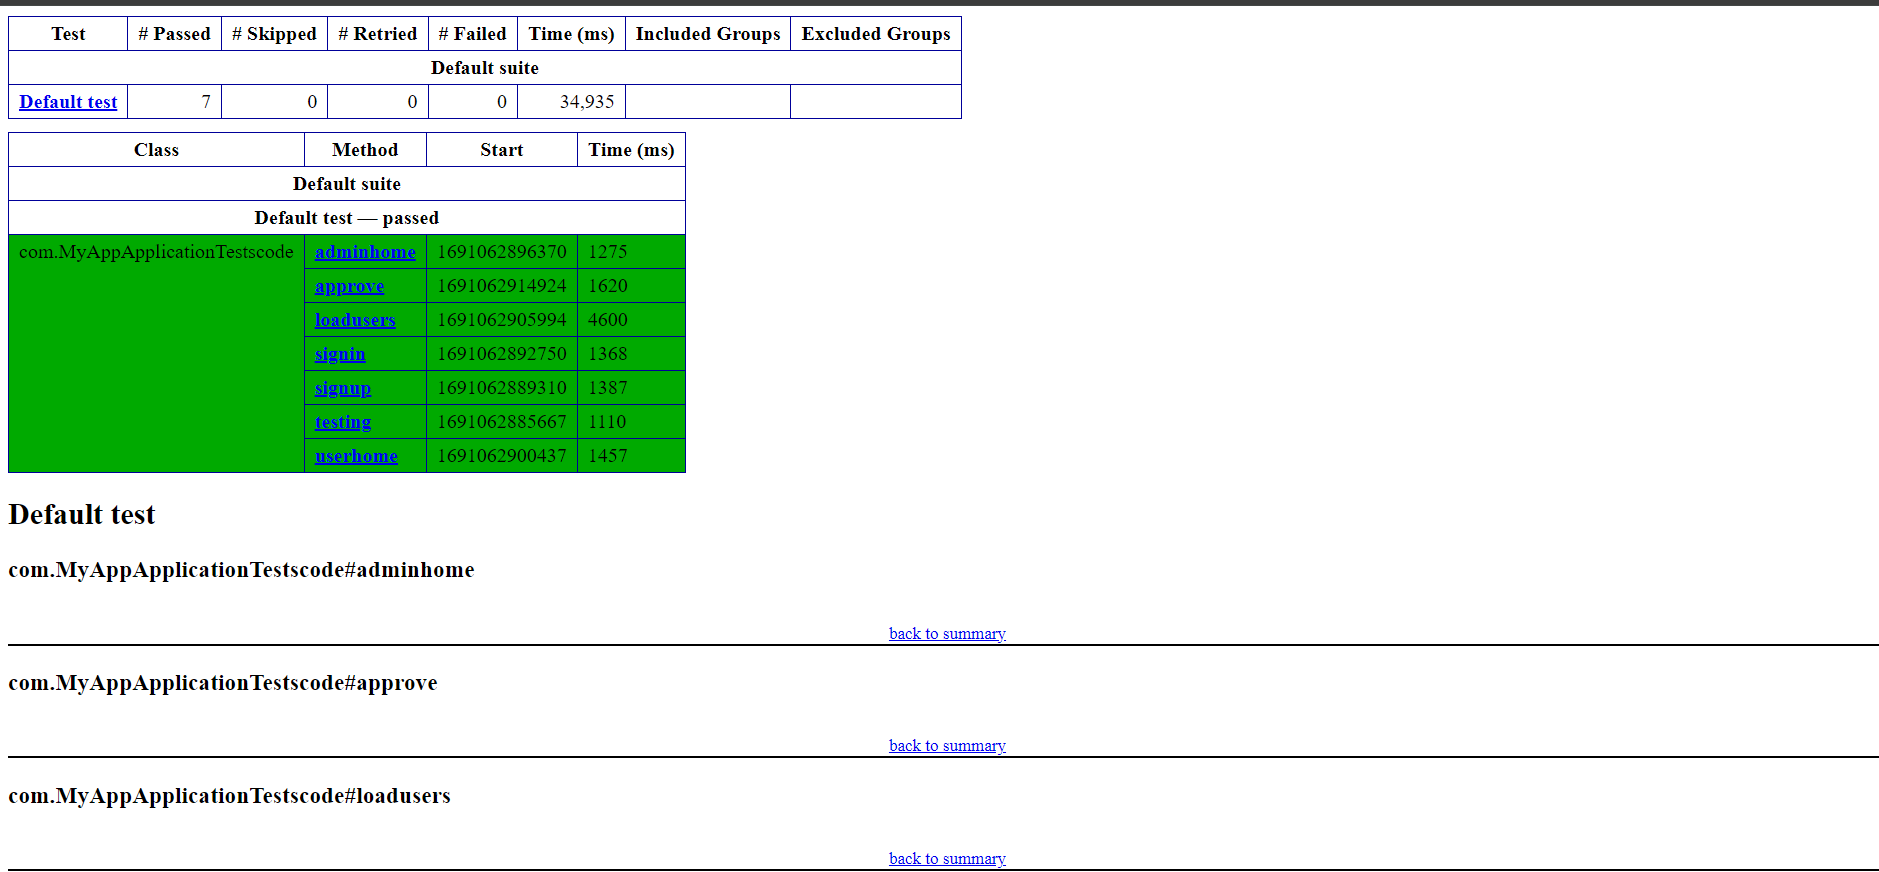 Test # Passed # Skipped # Retried # Failed Time (ms) Included Groups Excluded Groups
Default suite
Default test 7 0 0 0 34,935
Class Method Start Time (ms)
Default suite
Default test — passed
com.MyAppApplicationTestscode adminhome 1691062896370 1275
approve 1691062914924 1620
loadusers 1691062905994 4600
signin 1691062892750 1368
signup 1691062889310 1387
testing 1691062885667 1110
userhome 1691062900437 1457
Default test
com.MyAppApplicationTestscode#adminhome
back to summary
com.MyAppApplicationTestscode#approve
back to summary
com.MyAppApplicationTestscode#loadusers
back to summary